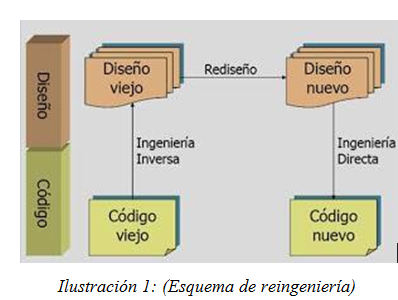 Diseño
Diseño
viejo
Rediseño
Diseño
nuevo
Ingeniería
Inversa
Ingeniería
Directa
Código
Código
viejo
Código
nuevo
Ilustración 1: (Esquema de reingeniería)